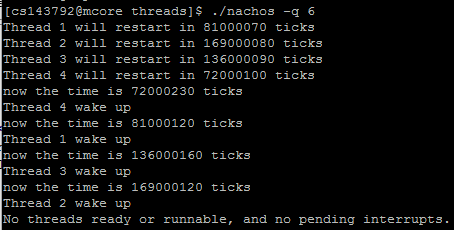 [cs143792@mcore threads]$ ./nachos -q 6
Thread 1 will restart in 81000070 ticks
Thread 2 will restart in 169000080 ticks
Thread 3 will restart in 136000090 ticks
Thread 4 will restart in 72000100 ticks
now the time is 72000230 ticks
Thread 4 wake up
now the time is 81000120 ticks
Thread 1 wake up
now the time is 136000160 ticks
Thread 3 wake up
now the time is 169000120 ticks
Thread 2 wake up
No threads ready or runnable, and no pending interrupts.